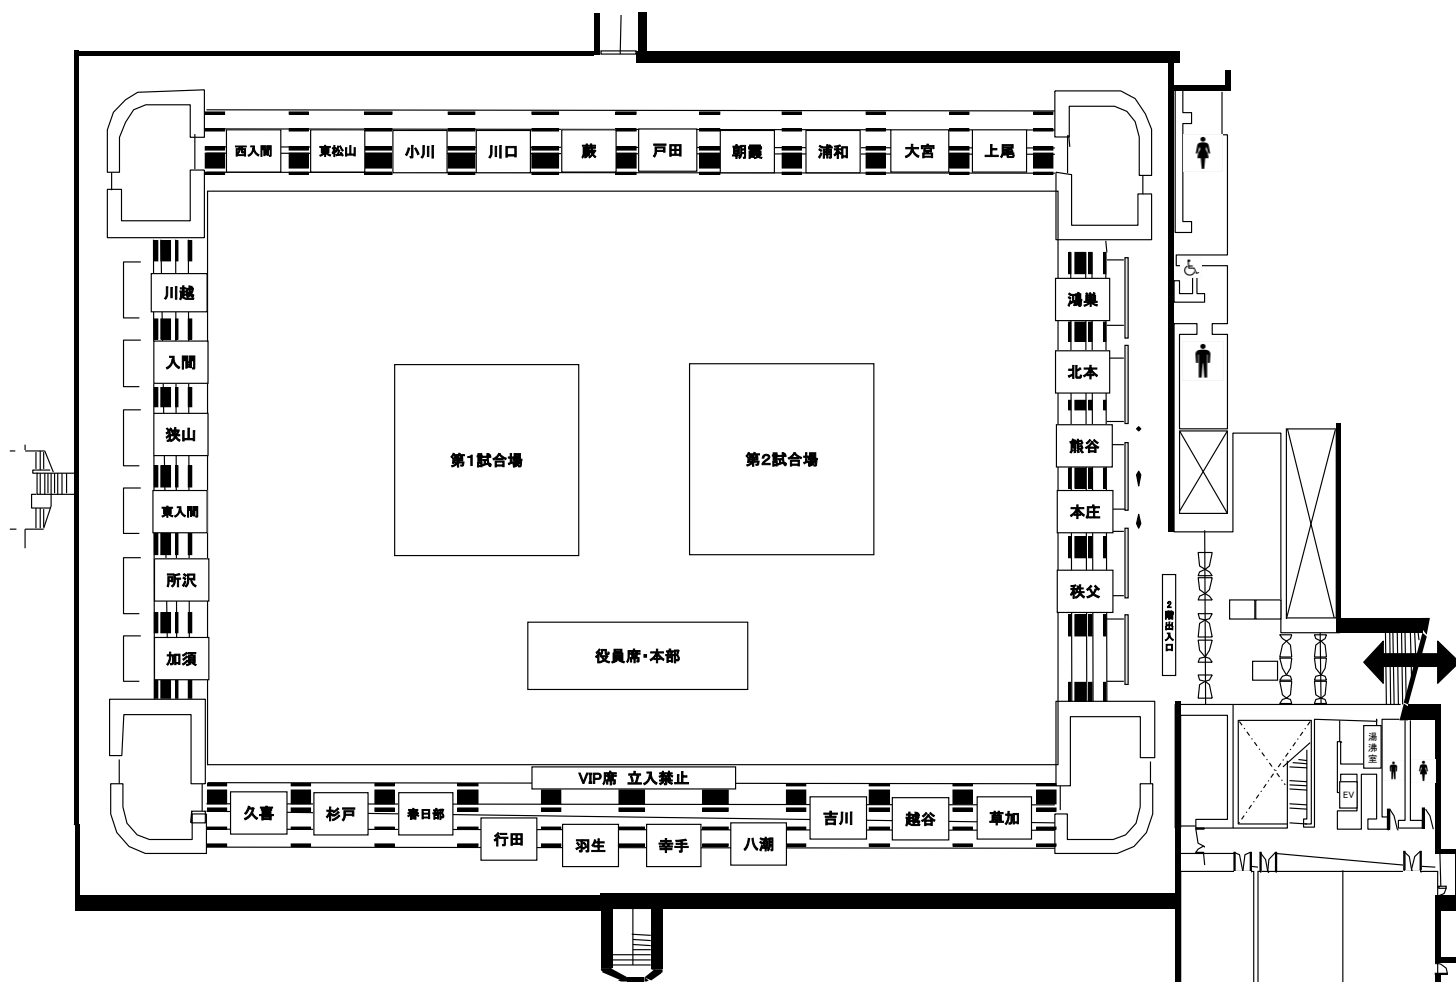 西入間
東松山
小川
川口
蕨
戸田
朝霞
浦和
大宮
上尾
川越
入間
狭山
東入間
所沢
加須
鴻巣
北本
熊谷
本庄
秩父
第1試合場
第2試合場
役員席・本部
2階出入口
VIP席 立入禁止
久喜
杉戸
春日部
行田
羽生
幸手
八潮
吉川
越谷
草加
湯沸室
EV